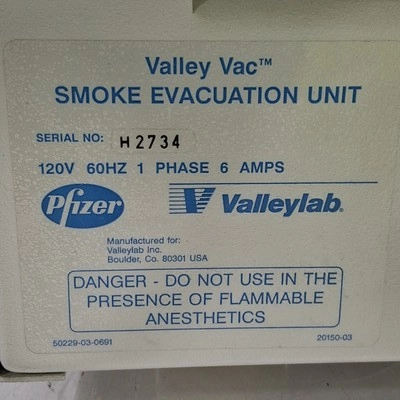 Valley Vac™
SMOKE EVACUATION UNIT
SERIAL NO: H2734
120V 60HZ 1 PHASE 6 AMPS
Pfizer Valleylab®
Manufactured for:
Valleylab Inc.
Boulder, Co. 80301 USA
DANGER - DO NOT USE IN THE
PRESENCE OF FLAMMABLE
ANESTHETICS
50229-03-0691 20150-03